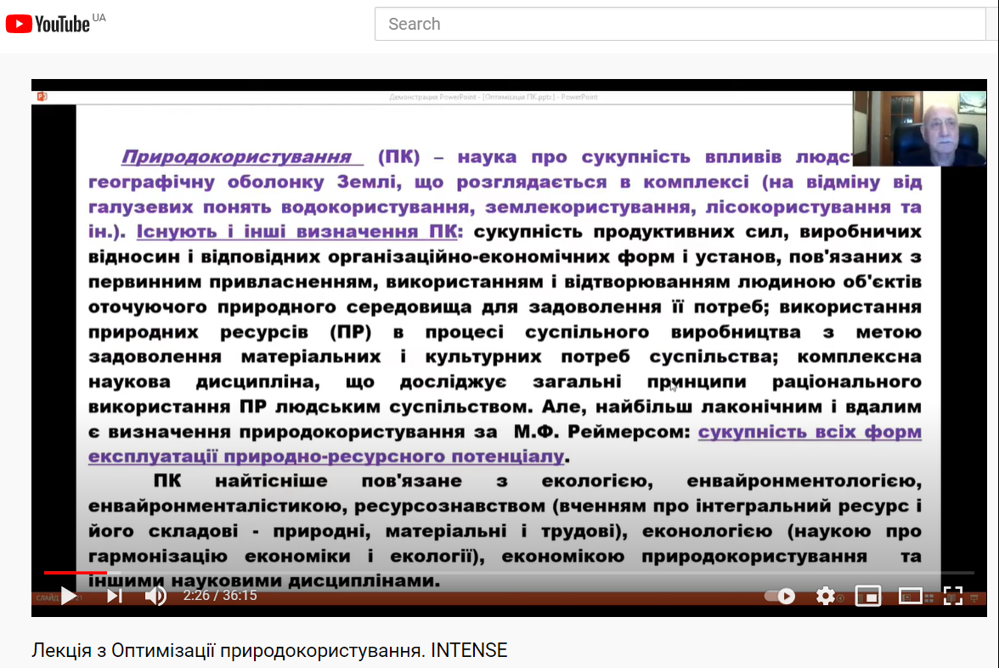 YouTube UA
Search
Демонстрация PowerPoint - [Оптимізація ПК.pptx] - PowerPoint
Природокористування (ПК) – наука про сукупність впливів
географічну оболонку Землі, що розглядається в комплексі (на відміну від
галузевих понять водокористування, землекористування, лісокористування та
ін.). Існують і інші визначення ПК: сукупність продуктивних сил, виробничих
відносин і відповідних організаційно-економічних форм і установ, пов'язаних з
первинним привласненням, використанням і відтворюванням людиною об'єктів
оточуючого природного середовища для задоволення її потреб; використання
природних ресурсів (ПР) в процесі суспільного виробництва з метою
задоволення матеріальних і культурних потреб суспільства; комплексна
наукова дисципліна, що досліджує загальні принципи раціонального
використання ПР людським суспільством. Але, найбільш лаконічним і вдалим
є визначення природокористування за М.Ф. Реймерсом: сукупність всіх форм
експлуатації природно-ресурсного потенціалу.
ПК найтісніше пов'язане з екологією, енвайронментологією,
енвайронменталістикою, ресурсознавством (вченням про інтегральний ресурс і
його складові - природні, матеріальні і трудові), еконологією (наукою про
гармонізацію економіки і екології), економікою природокористування та
іншими науковими дисциплінами.
2:26 / 36:15
Лекція з Оптимізації природокористування. INTENSE